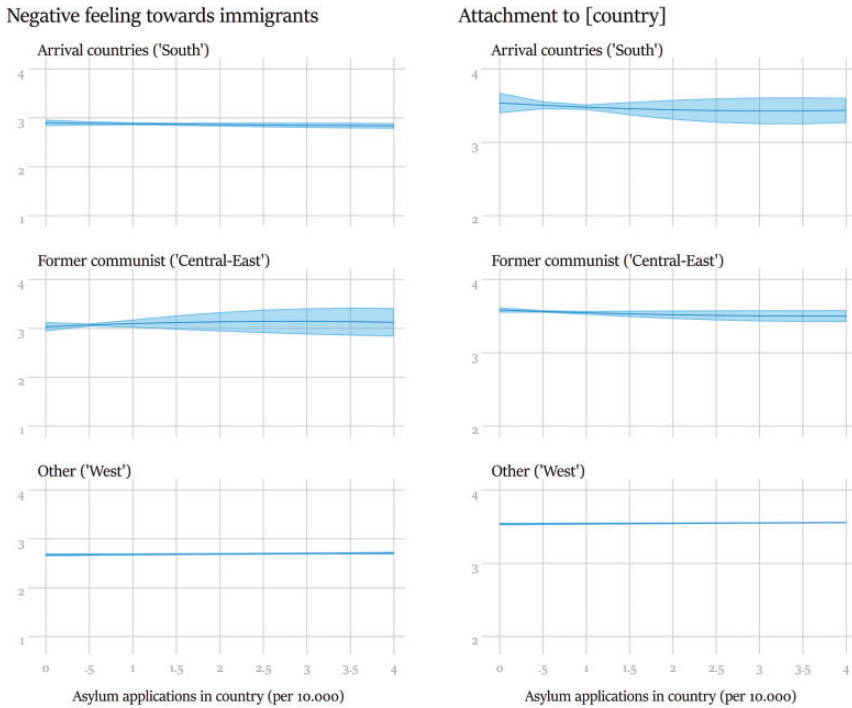 Negative feeling towards immigrants
Arrival countries ('South')
4
3
2
1
Former communist ('Central-East')
4
3
2
1
Other ('West')
4
3
2
1
0 .5 1 1.5 2 2.5 3 3.5 4
Asylum applications in country (per 10.000)
Attachment to [country]
Arrival countries ('South')
4
3
2
Former communist ('Central-East')
4
3
2
Other ('West')
4
3
2
0 .5 1 1.5 2 2.5 3 3.5 4
Asylum applications in country (per 10.000)